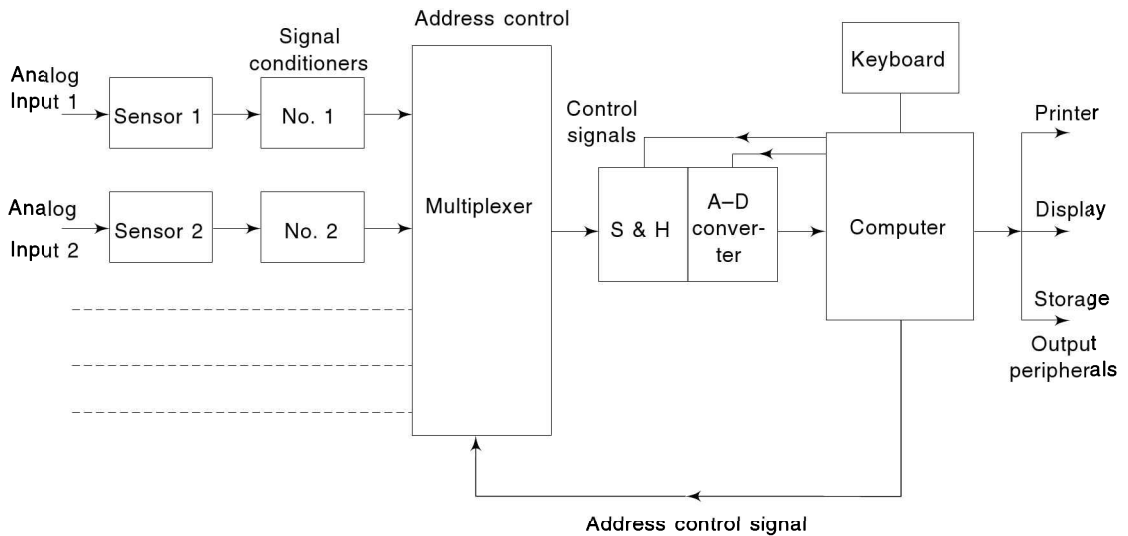 Address control
Signal
conditioners
Analog
Input 1
Sensor 1
No. 1
Analog
Input 2
Sensor 2
No. 2
Multiplexer
Control
signals
S & H
A–D
conver-
ter
Keyboard
Computer
Printer
Display
Storage
Output
peripherals
Address control signal